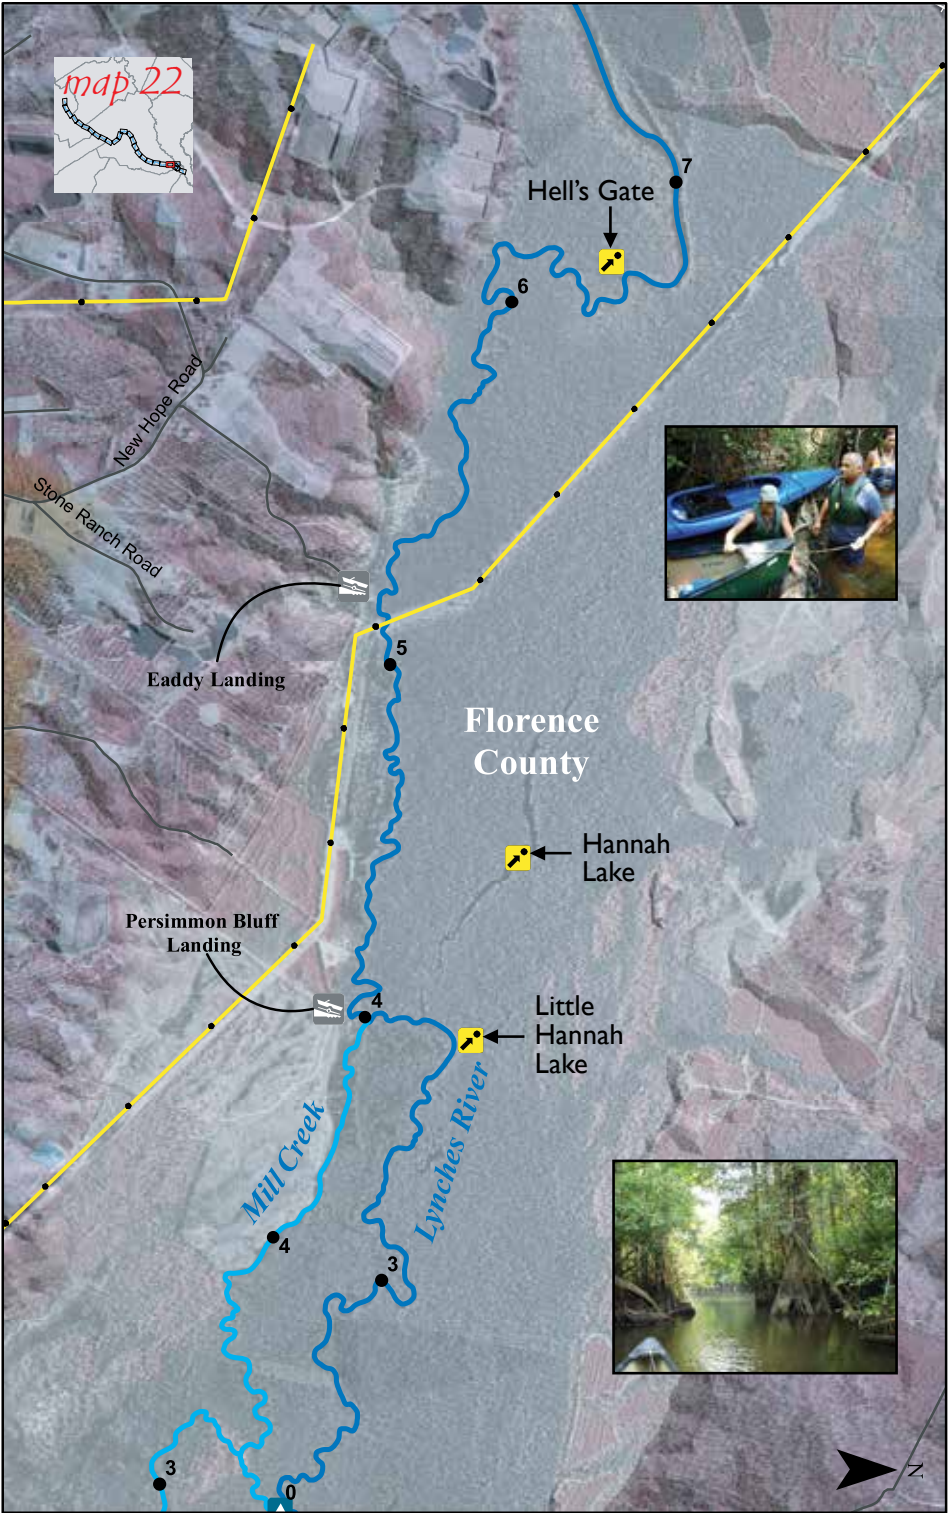 map 22
7
Hell's Gate
6
New Hope Road
Stone Ranch Road
5
Eaddy Landing
Florence
County
Hannah
Lake
Persimmon Bluff
Landing
4
Little
Hannah
Lake
Lynches River
Mill Creek
4
3
3
0
N